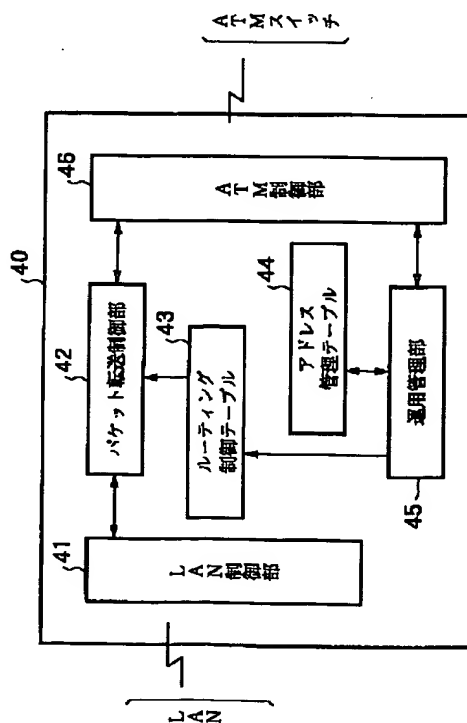 40
41
LAN制御部
42
パケット転送制御部
43
ルーティング
制御テーブル
44
アドレス
管理テーブル
45
運用管理部
46
ATM制御部
LAN
ATMスイッチ